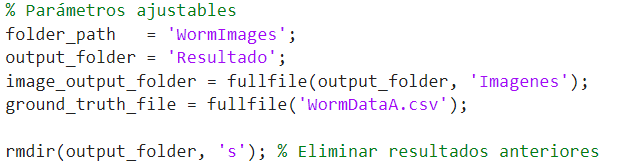 % Parámetros ajustables
folder_path   = 'WormImages';
output_folder = 'Resultado';
image_output_folder = fullfile(output_folder, 'Imagenes');
ground_truth_file = fullfile('WormDataA.csv');
rmdir(output_folder, 's'); % Eliminar resultados anteriores